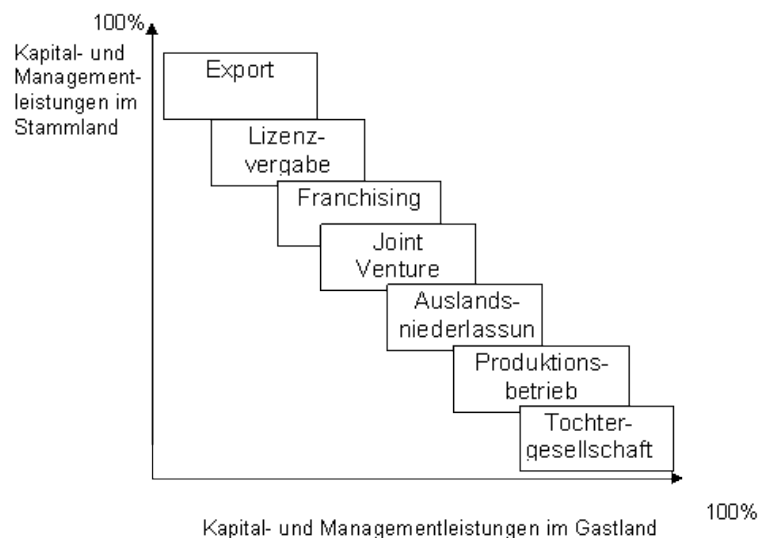 100%
Kapital- und
Management-
leistungen im
Stammland
Export
Lizenz-
vergabe
Franchising
Joint
Venture
Auslands-
niederlassun
Produktions-
betrieb
Tochter-
gesellschaft
100%
Kapital- und Managementleistungen im Gastland